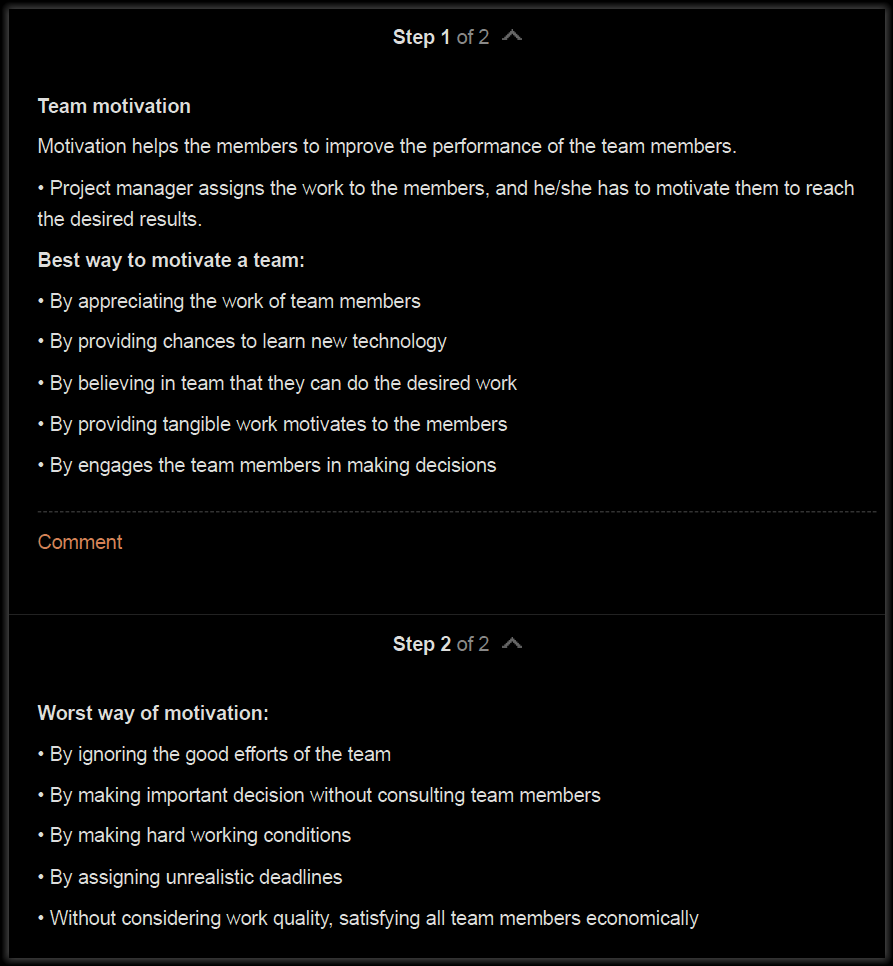 Step 1 of 2
Team motivation
Motivation helps the members to improve the performance of the team members.
• Project manager assigns the work to the members, and he/she has to motivate them to reach
the desired results.
Best way to motivate a team:
• By appreciating the work of team members
• By providing chances to learn new technology
• By believing in team that they can do the desired work
• By providing tangible work motivates to the members
• By engages the team members in making decisions
Comment
Step 2 of 2
Worst way of motivation:
• By ignoring the good efforts of the team
• By making important decision without consulting team members
• By making hard working conditions
• By assigning unrealistic deadlines
• Without considering work quality, satisfying all team members economically